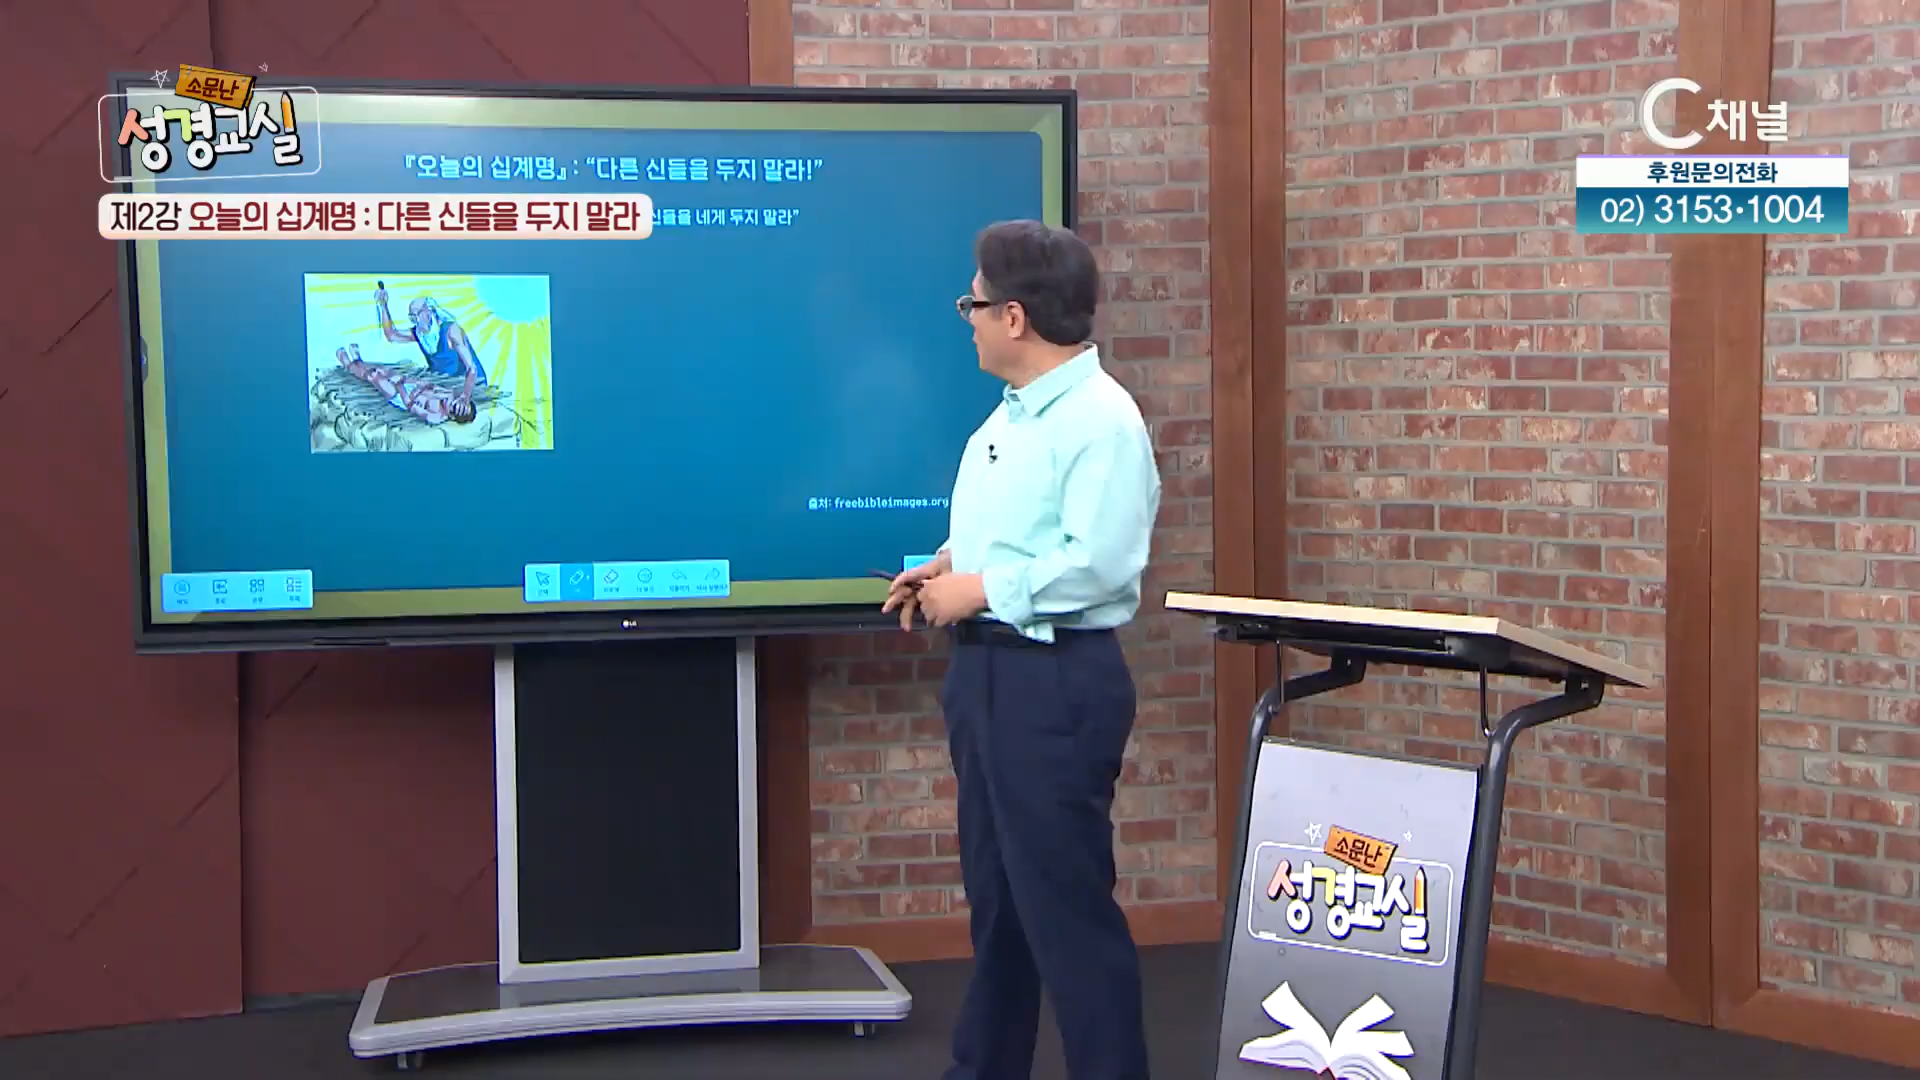 소문난
성경교실
제2강 오늘의 십계명 : 다른 신들을 두지 말라
『오늘의 십계명』 : “다른 신들을 두지 말라!”
신들을 네게 두지 말라”
출처: freebibleimages.org
LG
C채널
후원문의전화
02) 3153·1004
소문난
성경교실